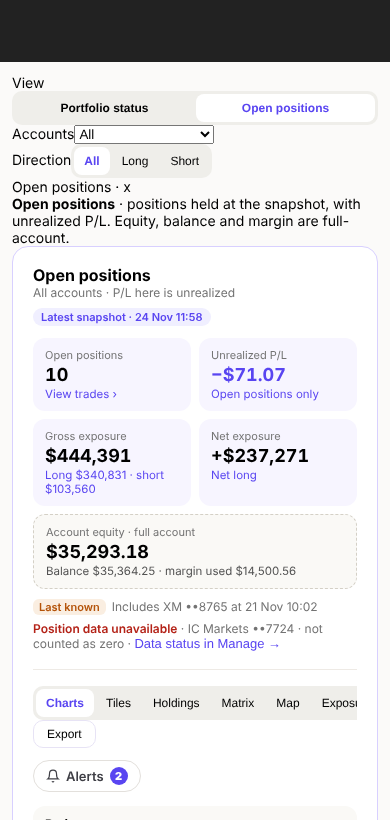 View
Portfolio status
Open positions
Accounts All
Direction All Long Short
Open positions · x
Open positions · positions held at the snapshot, with
unrealized P/L. Equity, balance and margin are full-
account.
Open positions
All accounts · P/L here is unrealized
Latest snapshot · 24 Nov 11:58
Open positions
10
View trades ›
Unrealized P/L
−$71.07
Open positions only
Gross exposure
$444,391
Long $340,831 · short
$103,560
Net exposure
+$237,271
Net long
Account equity · full account
$35,293.18
Balance $35,364.25 · margin used $14,500.56
Last known Includes XM ••8765 at 21 Nov 10:02
Position data unavailable · IC Markets ••7724 · not
counted as zero · Data status in Manage →
Charts Tiles Holdings Matrix Map
Export
Alerts 2